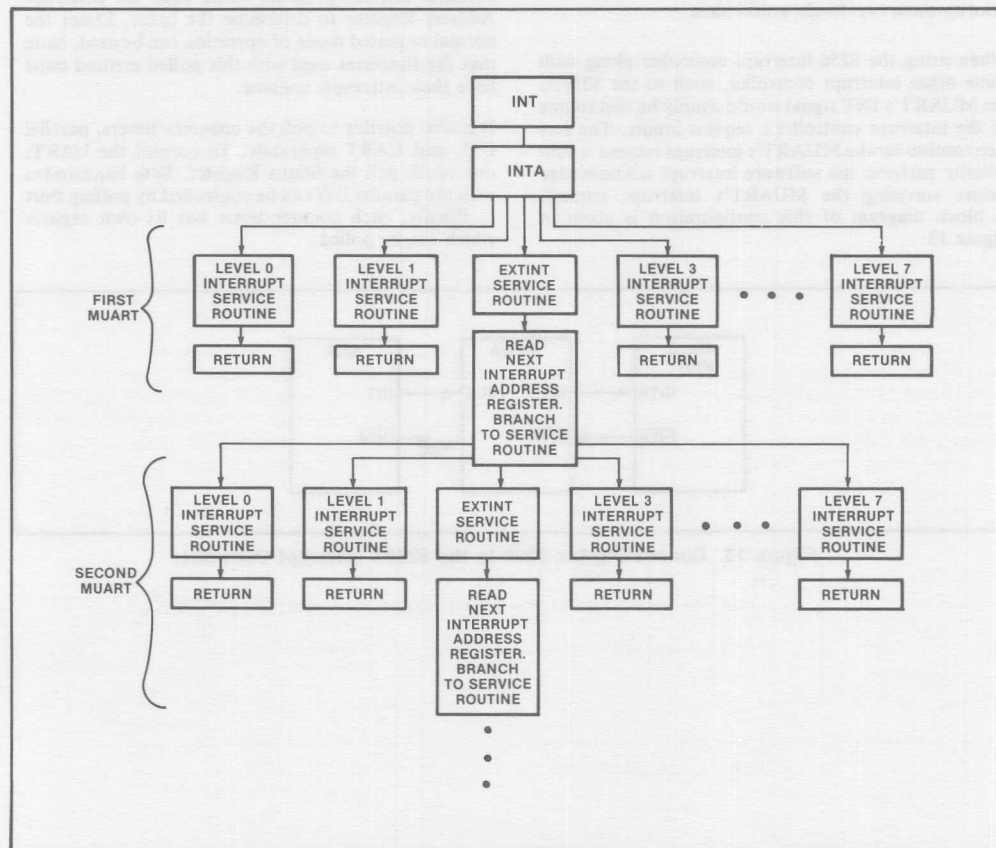 INT
INTA
FIRST
MUART
LEVEL 0
INTERRUPT
SERVICE
ROUTINE
LEVEL 1
INTERRUPT
SERVICE
ROUTINE
EXTINT
SERVICE
ROUTINE
LEVEL 3
INTERRUPT
SERVICE
ROUTINE
• • •
LEVEL 7
INTERRUPT
SERVICE
ROUTINE
RETURN
RETURN
READ
NEXT
INTERRUPT
ADDRESS
REGISTER.
BRANCH
TO SERVICE
ROUTINE
RETURN
RETURN
SECOND
MUART
LEVEL 0
INTERRUPT
SERVICE
ROUTINE
LEVEL 1
INTERRUPT
SERVICE
ROUTINE
EXTINT
SERVICE
ROUTINE
LEVEL 3
INTERRUPT
SERVICE
ROUTINE
• • •
LEVEL 7
INTERRUPT
SERVICE
ROUTINE
RETURN
RETURN
READ
NEXT
INTERRUPT
ADDRESS
REGISTER.
BRANCH
TO SERVICE
ROUTINE
RETURN
RETURN
•
•
•